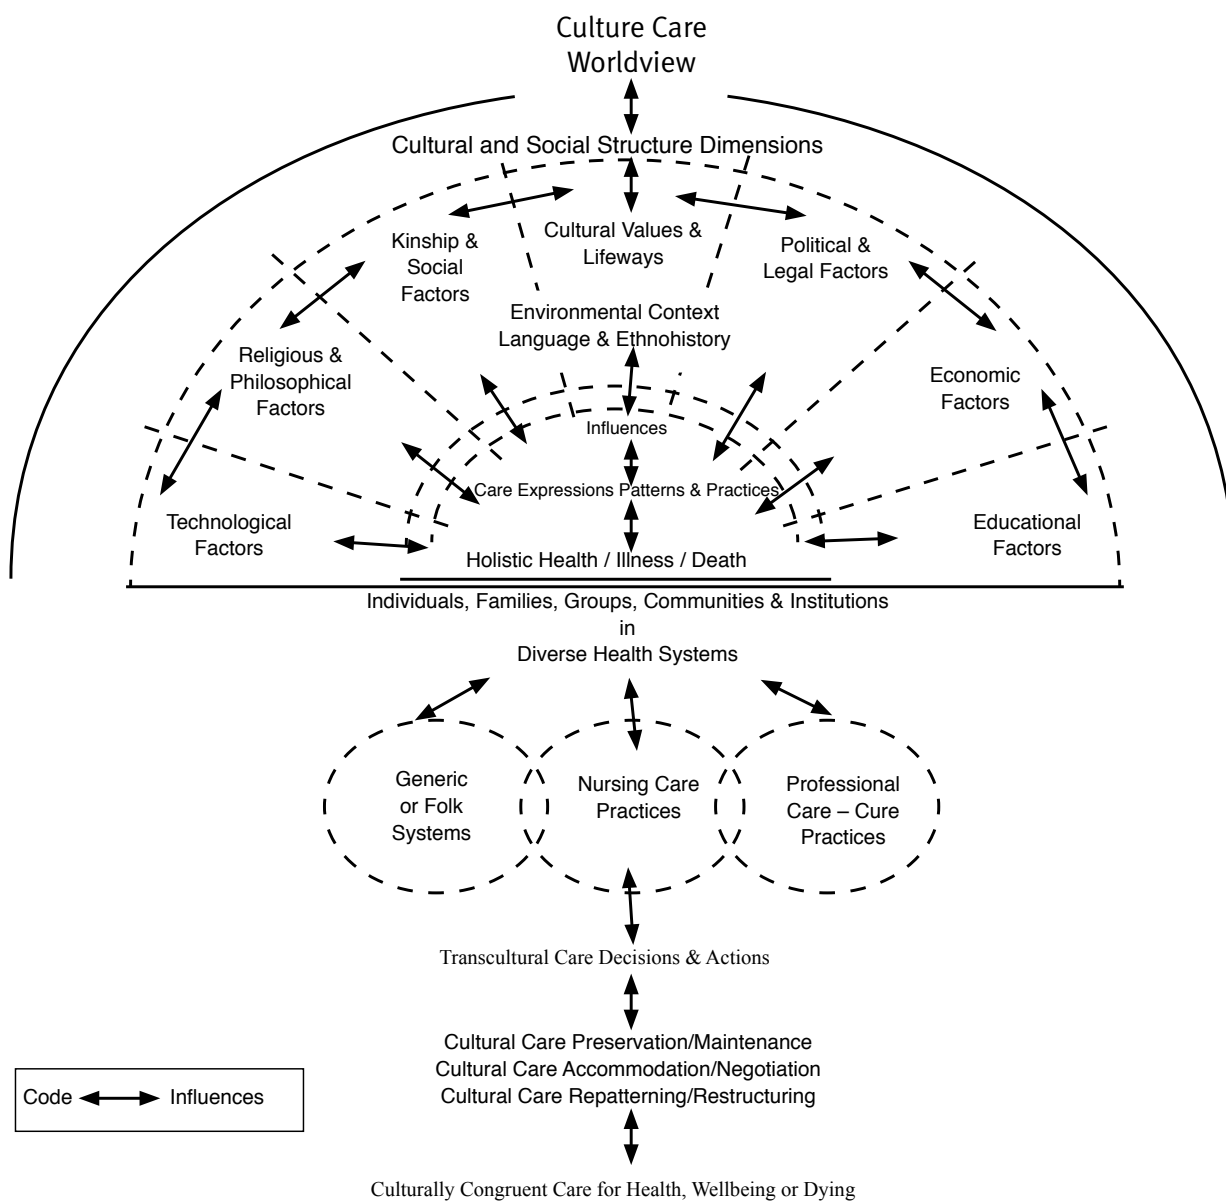 Culture Care
Worldview
Cultural and Social Structure Dimensions
Cultural Values &
Lifeways
Kinship &
Social
Factors
Political &
Legal Factors
Environmental Context
Language & Ethnohistory
Religious &
Philosophical
Factors
Economic
Factors
Influences
Care Expressions Patterns & Practices
Technological
Factors
Educational
Factors
Holistic Health / Illness / Death
Individuals, Families, Groups, Communities & Institutions
in
Diverse Health Systems
Generic
or Folk
Systems
Nursing Care
Practices
Professional
Care – Cure
Practices
Transcultural Care Decisions & Actions
Cultural Care Preservation/Maintenance
Cultural Care Accommodation/Negotiation
Cultural Care Repatterning/Restructuring
Code Influences
Culturally Congruent Care for Health, Wellbeing or Dying